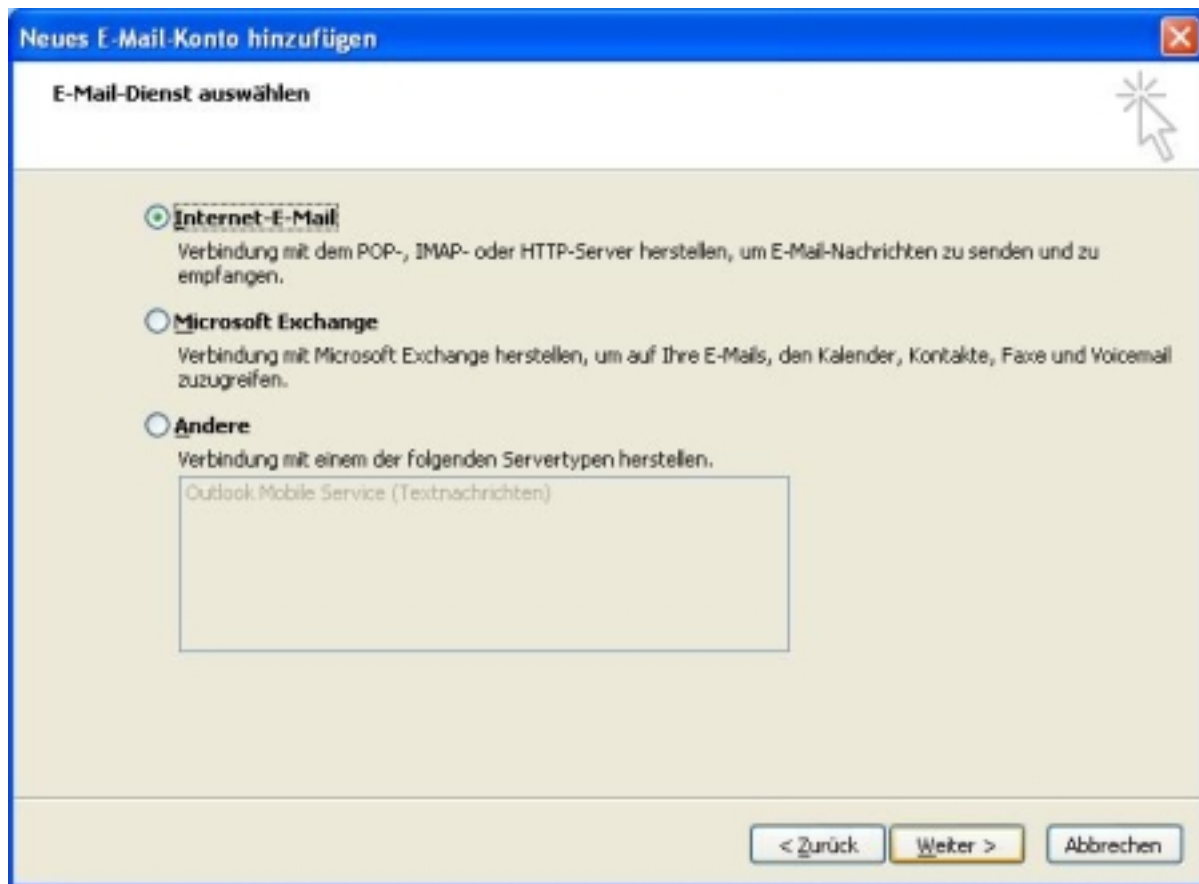 Neues E-Mail-Konto hinzufügen
E-Mail-Dienst auswählen
Internet-E-Mail
Verbindung mit dem POP-, IMAP- oder HTTP-Server herstellen, um E-Mail-Nachrichten zu senden und zu
empfangen.
Microsoft Exchange
Verbindung mit Microsoft Exchange herstellen, um auf Ihre E-Mails, den Kalender, Kontakte, Faxe und Voicemail
zuzugreifen.
Andere
Verbindung mit einem der folgenden Servertypen herstellen.
Outlook Mobile Service (Textnachrichten)
< Zurück Weiter > Abbrechen